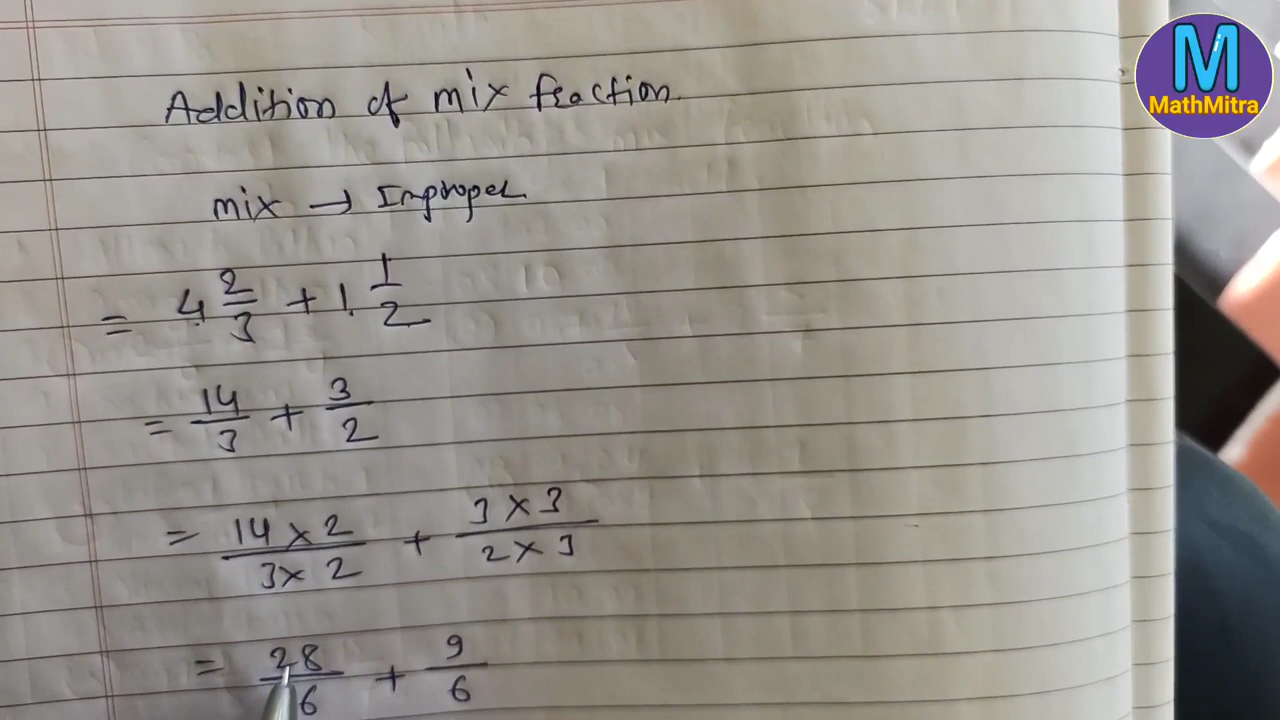 M
MathMitra
Addition of mix fraction.
mix → Improper
= 4 2/3 + 1 1/2
= 14/3 + 3/2
= 14 × 2/3 × 2 + 3 × 3/2 × 3
= 28/6 + 9/6